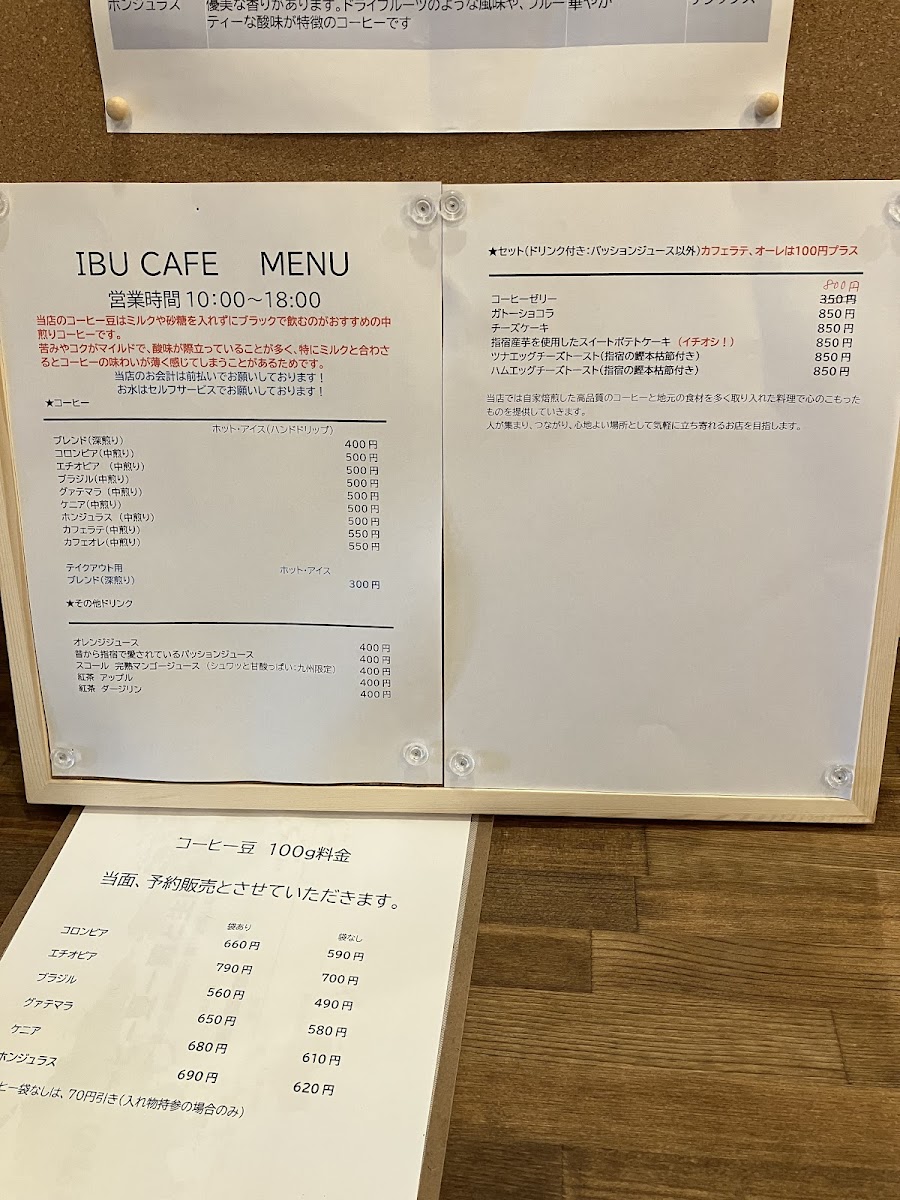 ホンジュラス
優美な香りがあります。ドライフルーツのような風味や、フルー
ティーな酸味が特徴のコーヒーです
華やか
IBU CAFE MENU
営業時間10:00～18:00
当店のコーヒー豆はミルクや砂糖を入れずにブラックで飲むのがおすすめの中
煎りコーヒーです。
苦みやコクがマイルドで、酸味が際立っていることが多く、特にミルクと合わさ
るとコーヒーの味わいが薄く感じてしまうことがあるためです。
当店のお会計は前払いでお願いしております！
お水はセルフサービスでお願いしております！
★コーヒー
ホット・アイス(ハンドドリップ)
ブレンド(深煎り) 400円
コロンビア(中煎り) 500円
エチオピア (中煎り) 500円
ブラジル(中煎り) 500円
グァテマラ (中煎り) 500円
ケニア(中煎り) 500円
ホンジュラス (中煎り) 500円
カフェラテ(中煎り) 550円
カフェオレ(中煎り) 550円
テイクアウト用 ホット・アイス
ブレンド(深煎り) 300円
★その他ドリンク
オレンジジュース 400円
昔から指宿で愛されているパッションジュース 400円
スコール 完熟マンゴージュース (シュワッと甘酸っぱい:九州限定) 400円
紅茶 アップル 400円
紅茶 ダージリン 400円
★セット(ドリンク付き:パッションジュース以外)カフェラテ、オーレは100円プラス
800円
コーヒーゼリー 350円
ガトーショコラ 850円
チーズケーキ 850円
指宿産芋を使用したスイートポテトケーキ (イチオシ！) 850円
ツナエッグチーズトースト(指宿の鰹本枯節付き) 850円
ハムエッグチーズトースト(指宿の鰹本枯節付き) 850円
当店では自家焙煎した高品質のコーヒーと地元の食材を多く取り入れた料理で心のこもった
ものを提供していきます。
人が集まり、つながり、心地よい場所として気軽に立ち寄れるお店を目指します。
コーヒー豆 100g料金
当面、予約販売とさせていただきます。
袋あり 袋なし
コロンビア 660円 590円
エチオピア 790円 700円
ブラジル 560円 490円
グァテマラ 650円 580円
ケニア 680円 610円
ホンジュラス 690円 620円
ヒー袋なしは、70円引き(入れ物持参の場合のみ)